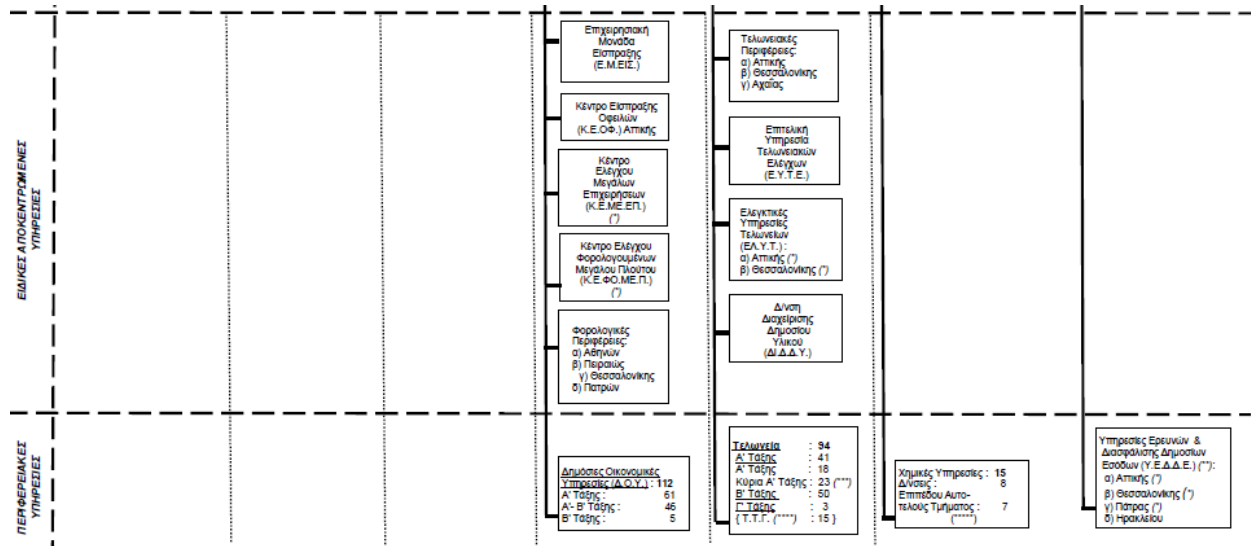 ΕΙΔΙΚΕΣ ΑΠΟΚΕΝΤΡΩΜΕΝΕΣ
ΥΠΗΡΕΣΙΕΣ
Επιχειρησιακή
Μονάδα
Είσπραξης
(Ε.Μ.ΕΙΣ.)
Κέντρο Είσπραξης
Οφειλών
(Κ.Ε.ΟΦ.) Αττικής
Κέντρο
Ελέγχου
Μεγάλων
Επιχειρήσεων
(Κ.Ε.ΜΕ.ΕΠ.)
(*)
Κέντρο Ελέγχου
Φορολογουμένων
Μεγάλου Πλούτου
(Κ.Ε.ΦΟ.ΜΕ.Π.)
(*)
Φορολογικές
Περιφέρειες:
α) Αθηνών
β) Πειραιώς
γ) Θεσσαλονίκης
δ) Πατρών
Τελωνειακές
Περιφέρειες:
α) Αττικής
β) Θεσσαλονίκης
γ) Αχαΐας
Επιτελική
Υπηρεσία
Τελωνειακών
Ελέγχων
(Ε.Υ.Τ.Ε.)
Ελεγκτικές
Υπηρεσίες
Τελωνείων
(ΕΛ.Υ.Τ.) :
α) Αττικής (*)
β) Θεσσαλονίκης (*)
Δ/νση
Διαχείρισης
Δημοσίου
Υλικού
(ΔΙ.Δ.Δ.Υ.)
ΠΕΡΙΦΕΡΕΙΑΚΕΣ
ΥΠΗΡΕΣΙΕΣ
Δημόσιες Οικονομικές
Υπηρεσίες (Δ.Ο.Υ.) : 112
Α' Τάξης : 61
Α'- Β' Τάξης : 46
Β' Τάξης : 5
Τελωνεία : 94
Α' Τάξης : 41
Α' Τάξης : 18
Κύρια Α' Τάξης : 23 (***)
Β' Τάξης : 50
Γ' Τάξης : 3
{ Τ.Τ.Γ. (****) : 15 }
Χημικές Υπηρεσίες : 15
Δ/νσεις : 8
Επιπέδου Αυτο-
τελούς Τμήματος : 7
(*****)
Υπηρεσίες Ερευνών &
Διασφάλισης Δημοσίων
Εσόδων (Υ.Ε.Δ.Δ.Ε.) (**):
α) Αττικής (*)
β) Θεσσαλονίκης (*)
γ) Πάτρας (*)
δ) Ηρακλείου